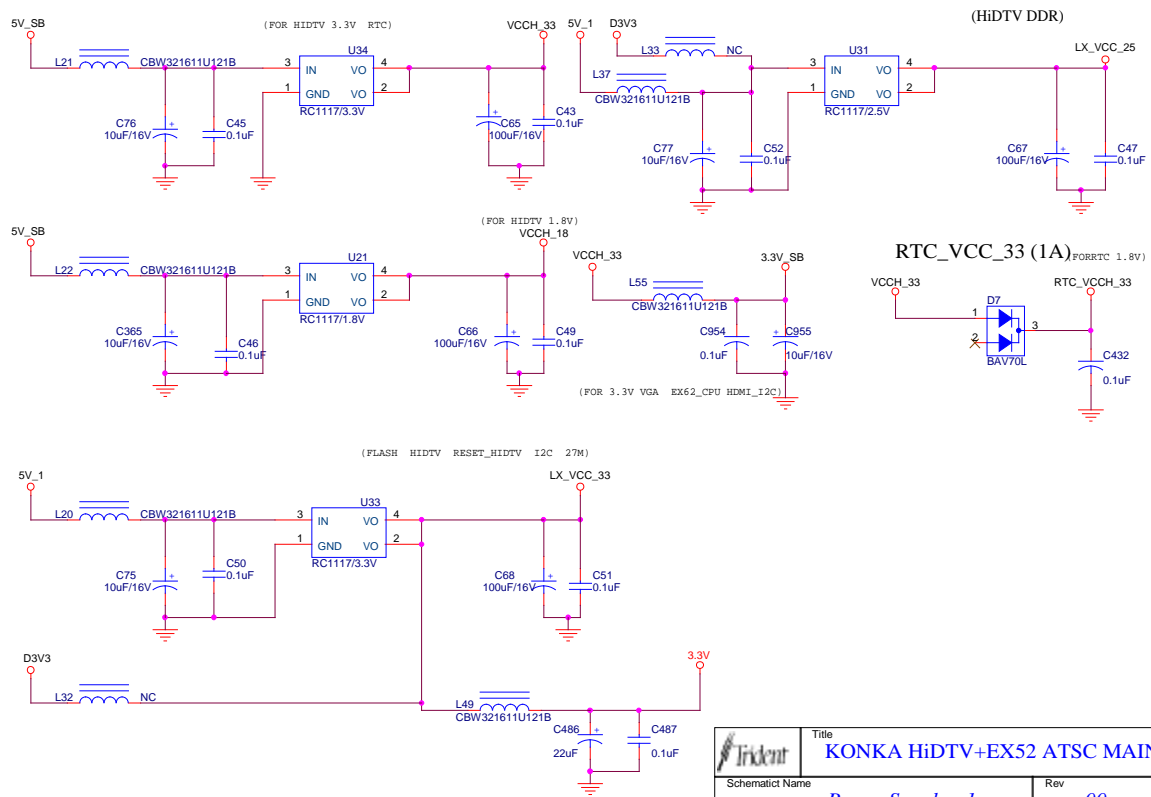 5V_SB
(FOR HIDTV 3.3V RTC)
VCCH_33
L21
CBW321611U121B
U34
3 IN VO 4
1 GND VO 2
RC1117/3.3V
C76
10uF/16V
C45
0.1uF
C65
100uF/16V
C43
0.1uF
5V_1
D3V3
(HiDTV DDR)
L33
NC
L37
CBW321611U121B
U31
3 IN VO 4
1 GND VO 2
RC1117/2.5V
LX_VCC_25
C77
10uF/16V
C52
0.1uF
C67
100uF/16V
C47
0.1uF
5V_SB
(FOR HIDTV 1.8V)
VCCH_18
L22
CBW321611U121B
U21
3 IN VO 4
1 GND VO 2
RC1117/1.8V
C365
10uF/16V
C46
0.1uF
C66
100uF/16V
C49
0.1uF
VCCH_33
3.3V_SB
L55
CBW321611U121B
C954
0.1uF
C955
10uF/16V
(FOR 3.3V VGA EX62_CPU HDMI_I2C)
RTC_VCC_33 (1A)
FORRTC 1.8V)
VCCH_33
RTC_VCCH_33
D7
1
2
3
BAV70L
C432
0.1uF
(FLASH HIDTV RESET_HIDTV I2C 27M)
5V_1
LX_VCC_33
L20
CBW321611U121B
U33
3 IN VO 4
1 GND VO 2
RC1117/3.3V
C75
10uF/16V
C50
0.1uF
C68
100uF/16V
C51
0.1uF
D3V3
L32
NC
3.3V
L49
CBW321611U121B
C486
22uF
C487
0.1uF
Trident
Title
KONKA HiDTV+EX52 ATSC MAIN
Schematict Name
Rev